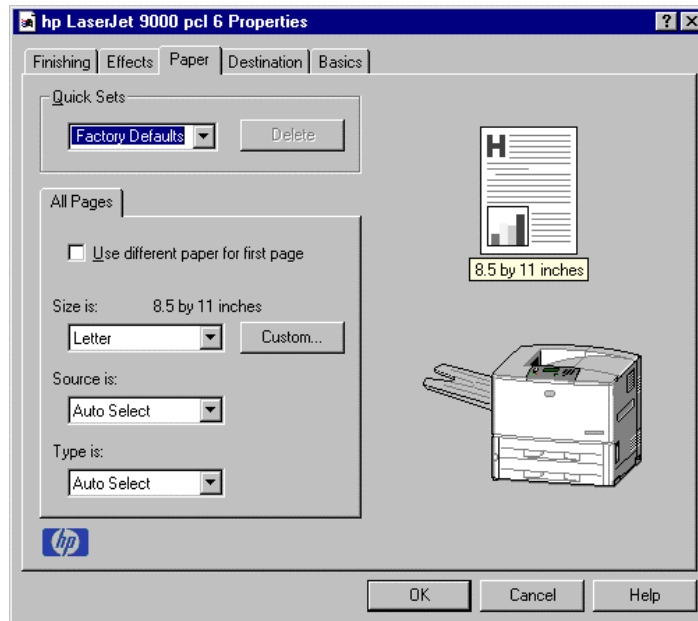 hp LaserJet 9000 pcl 6 Properties
Finishing Effects Paper Destination Basics
Quick Sets
Factory Defaults Delete
H
All Pages
8.5 by 11 inches
Use different paper for first page
Size is: 8.5 by 11 inches
Letter Custom...
Source is:
Auto Select
Type is:
Auto Select
hp
OK Cancel Help